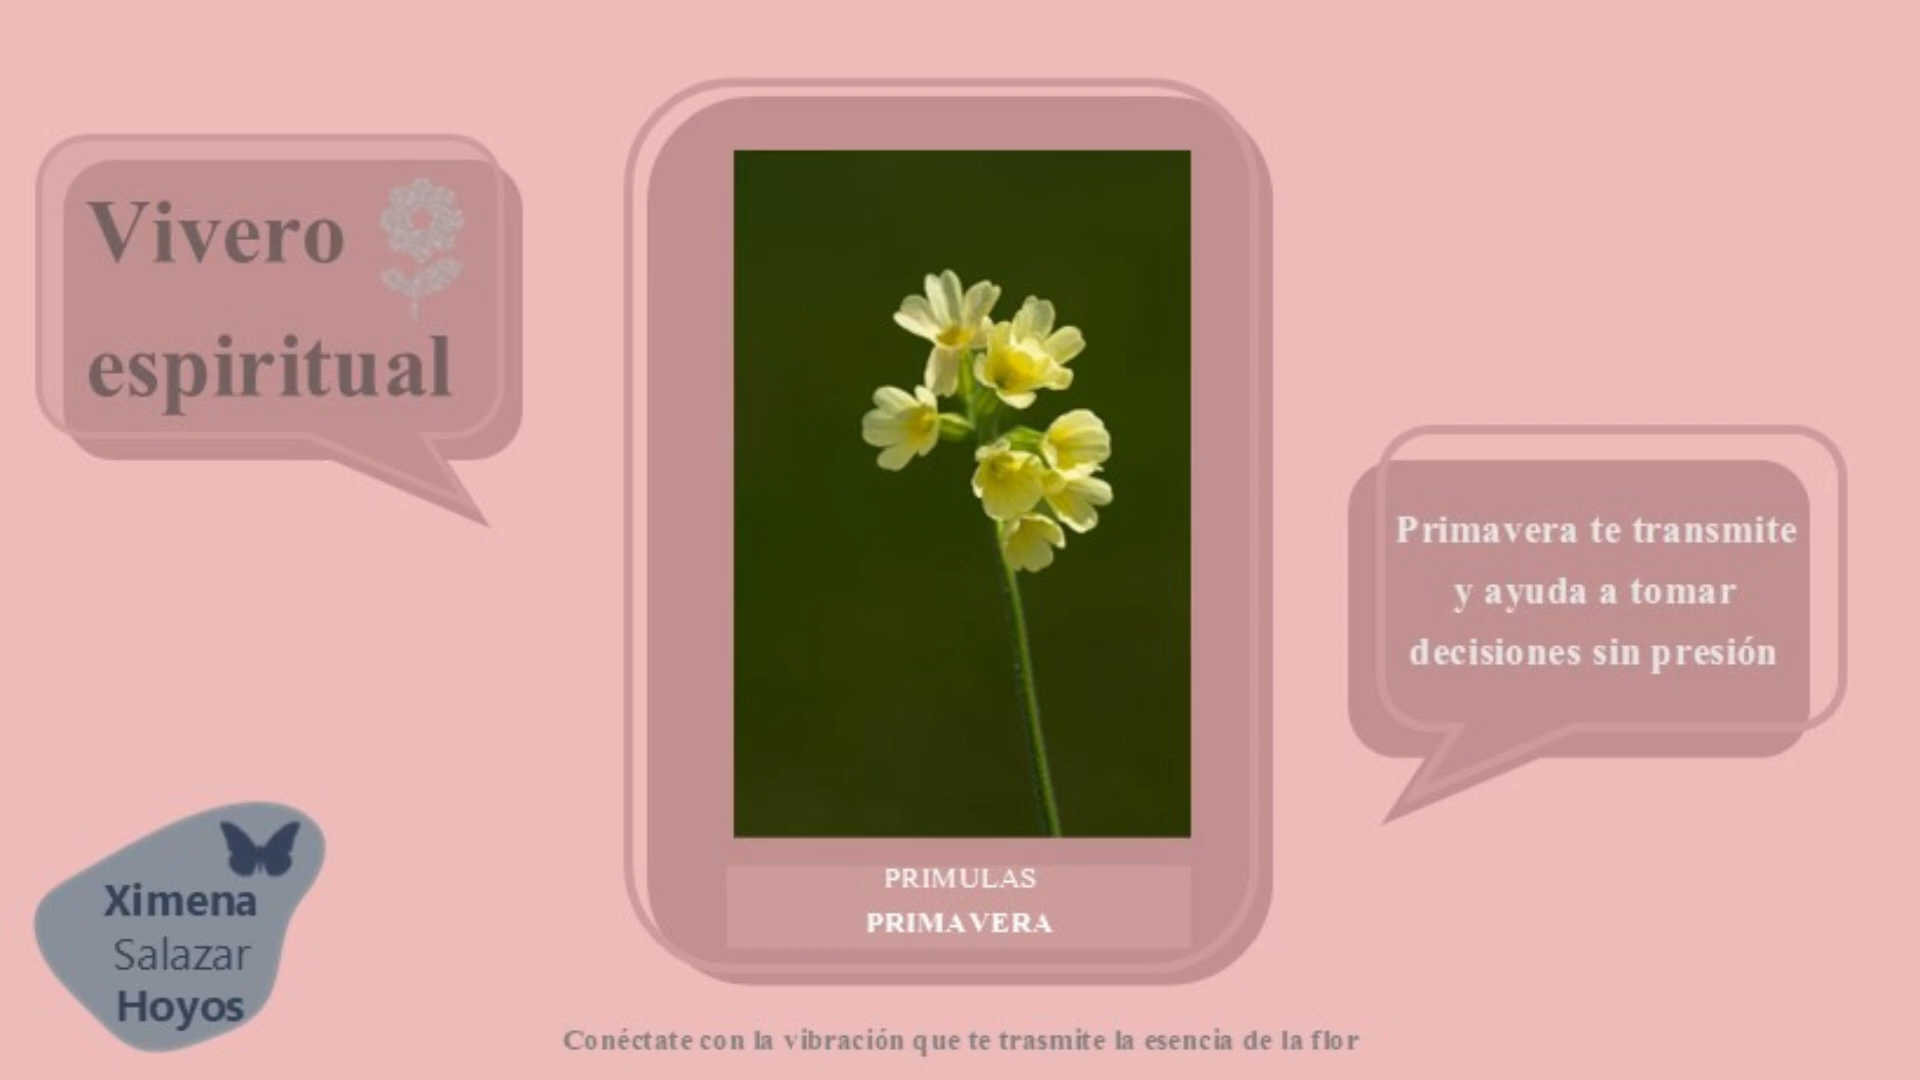 Vivero
espiritual
PRIMULAS
PRIMAVERA
Primavera te transmite
y ayuda a tomar
decisiones sin presión
Ximena
Salazar
Hoyos
Conéctate con la vibración que te trasmite la esencia de la flor